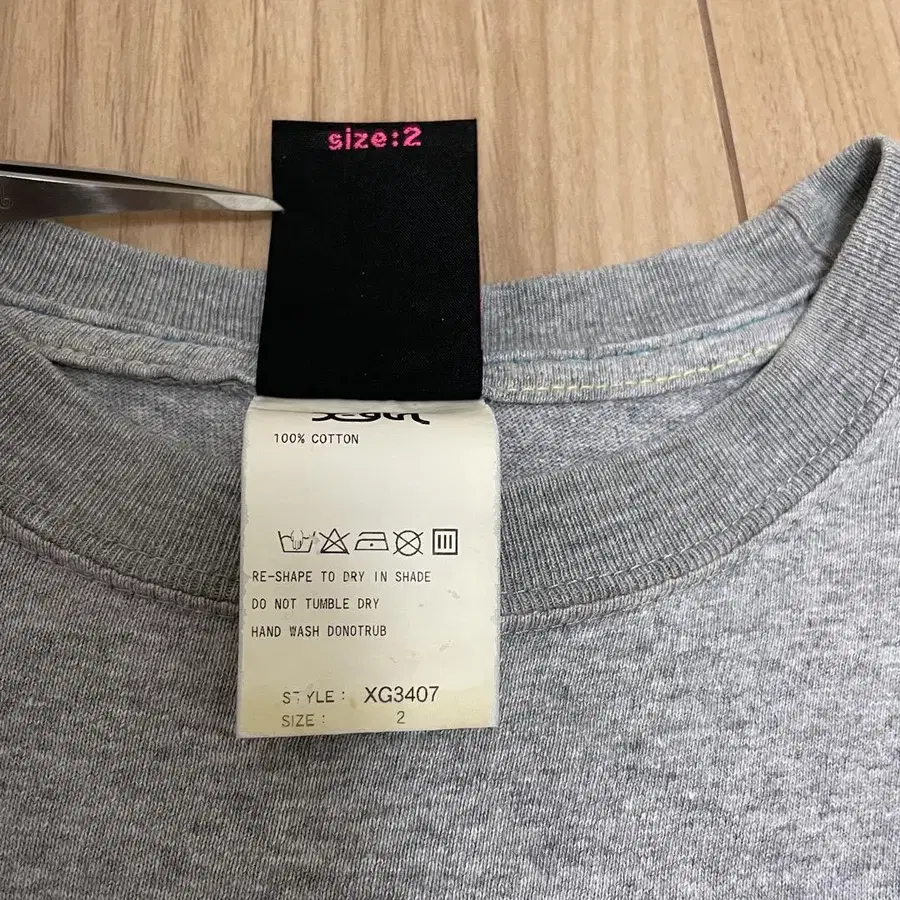 size:2
X-girl
100% COTTON
RE-SHAPE TO DRY IN SHADE
DO NOT TUMBLE DRY
HAND WASH DONOTRUB
STYLE: XG3407
SIZE: 2